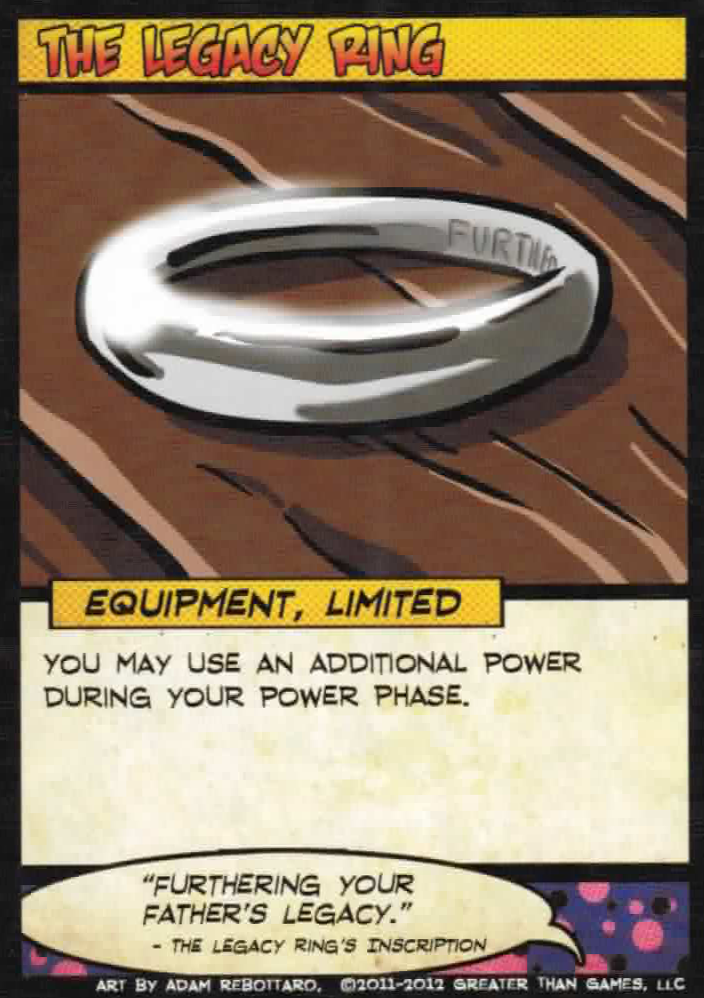 THE LEGACY RING
FURTHE
EQUIPMENT, LIMITED
YOU MAY USE AN ADDITIONAL POWER
DURING YOUR POWER PHASE.
"FURTHERING YOUR
FATHER'S LEGACY."
- THE LEGACY RING'S INSCRIPTION
ART BY ADAM REBOTTARO, ©2011-2012 GREATER THAN GAMES, LLC